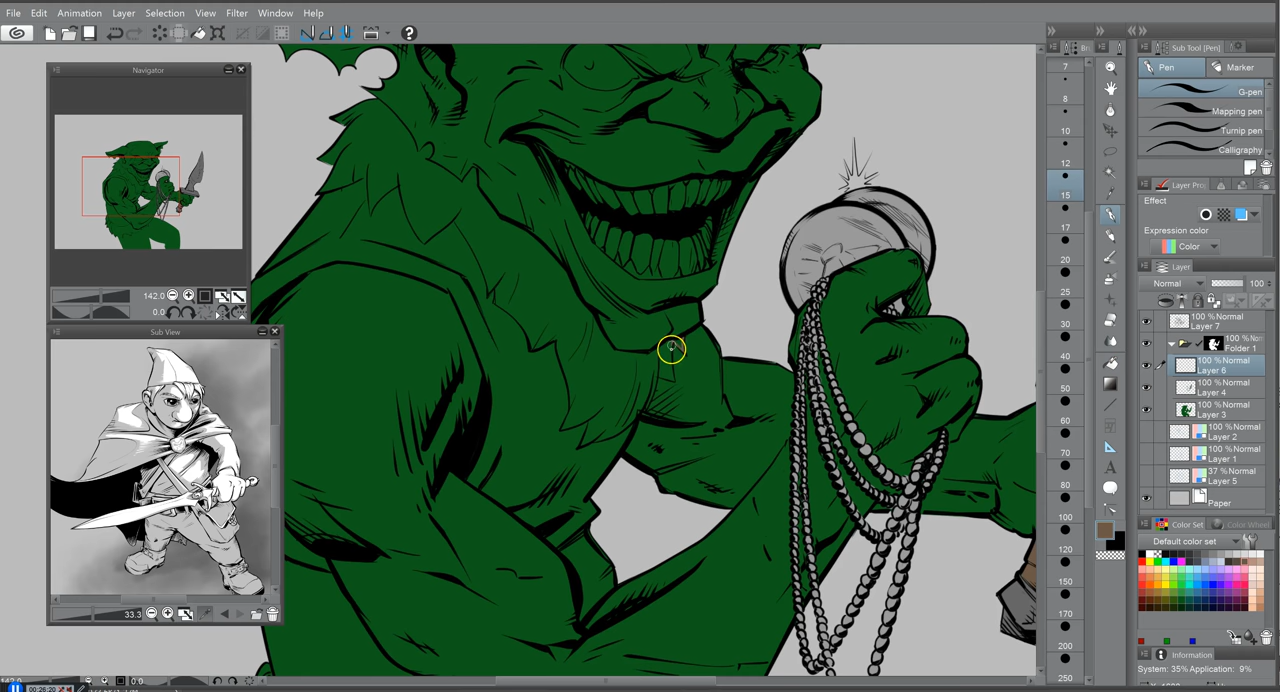 File Edit Animation Layer Selection View Filter Window Help
Navigator
142.0
0.0
Sub View
33.3
7
8
10
12
15
17
20
25
30
40
50
60
70
80
100
120
150
170
200
250
Sub Tool [Pen]
Pen Marker
G-pen
Mapping pen
Turnip pen
Calligraphy
Layer Pro
Effect
Expression color
Color
Layer
Normal 100
100 %Normal
Layer 7
100 %No
Folder 1
100 %Normal
Layer 6
100 %Normal
Layer 4
100 %Normal
Layer 3
100 %Normal
Layer 2
100 %Normal
Layer 1
37 %Normal
Layer 5
Paper
Color Set Color Wheel
Default color set
Information
System: 35% Application: 9%
142.0 0.0